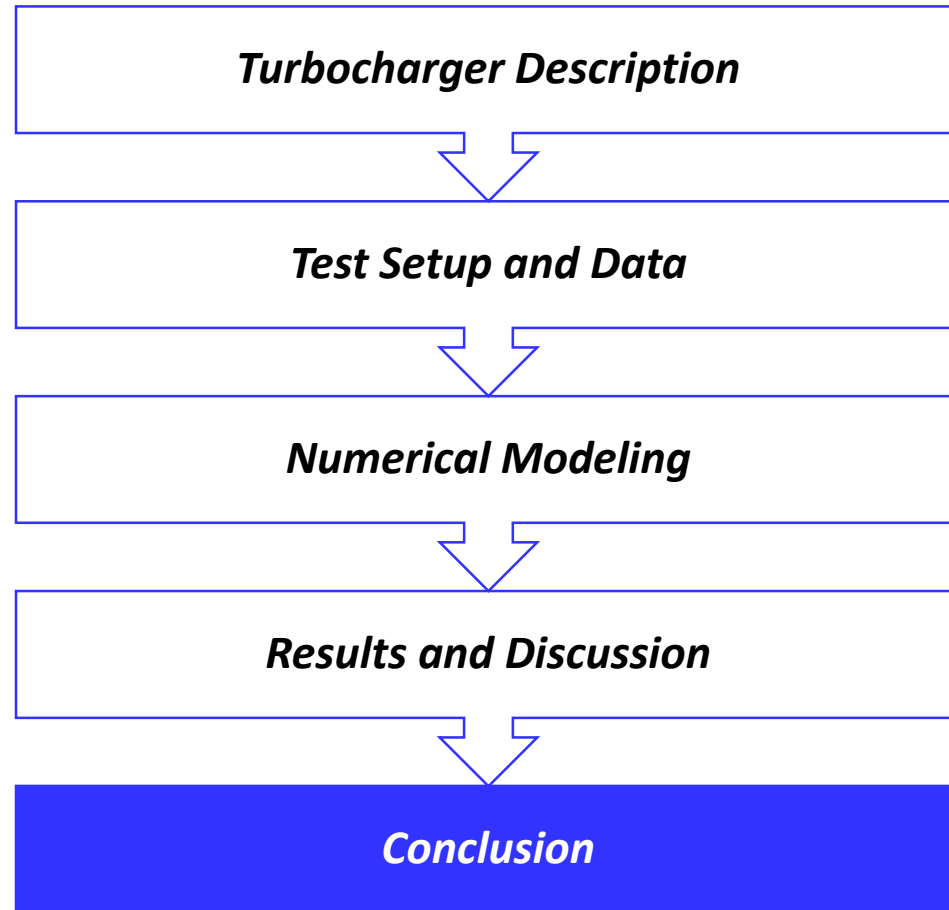 Turbocharger Description
Test Setup and Data
Numerical Modeling
Results and Discussion
Conclusion